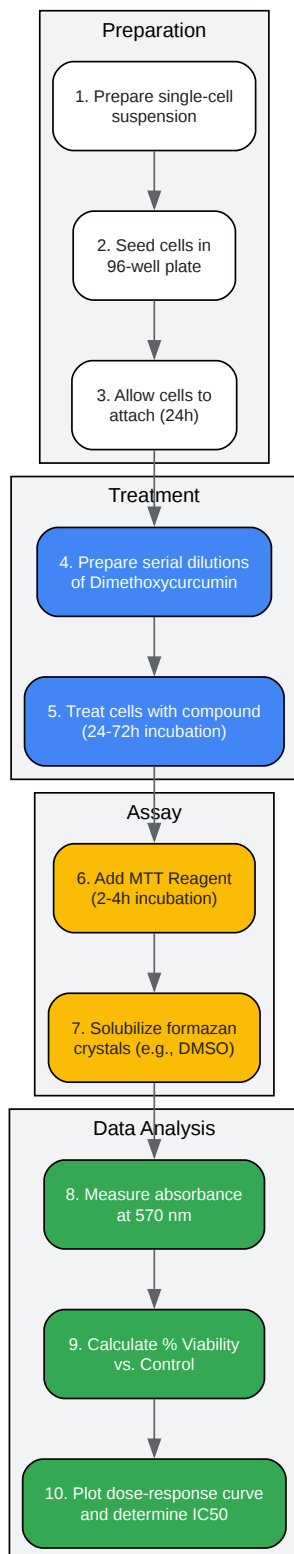 Preparation
1. Prepare single-cell
suspension
2. Seed cells in
96-well plate
3. Allow cells to
attach (24h)
Treatment
4. Prepare serial dilutions
of Dimethoxycurcumin
5. Treat cells with compound
(24-72h incubation)
Assay
6. Add MTT Reagent
(2-4h incubation)
7. Solubilize formazan
crystals (e.g., DMSO)
Data Analysis
8. Measure absorbance
at 570 nm
9. Calculate % Viability
vs. Control
10. Plot dose-response curve
and determine IC50